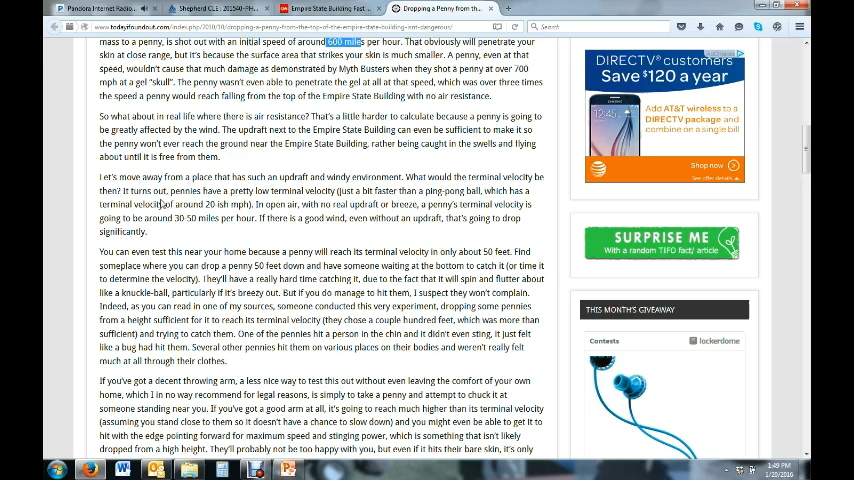 Pandora Internet Radio...
Shepherd CLE : 201540-PH...
Empire State Building Fast ...
Dropping a Penny from th...
www.todayifoundout.com/index.php/2010/10/dropping-a-penny-from-the-top-of-the-empire-state-building-isnt-dangerous/
Search
mass to a penny, is shot out with an initial speed of around 600 miles per hour. That obviously will penetrate your
skin at close range, but it's because the surface area that strikes your skin is much smaller. A penny, even at that
speed, wouldn't cause that much damage as demonstrated by Myth Busters when they shot a penny at over 700
mph at a gel "skull". The penny wasn't even able to penetrate the gel at all at that speed, which was over three times
the speed a penny would reach falling from the top of the Empire State Building with no air resistance.
So what about in real life where there is air resistance? That's a little harder to calculate because a penny is going to
be greatly affected by the wind. The updraft next to the Empire State Building can even be sufficient to make it so
the penny won't ever reach the ground near the Empire State Building, rather being caught in the swells and flying
about until it is free from them.
Let's move away from a place that has such an updraft and windy environment. What would the terminal velocity be
then? It turns out, pennies have a pretty low terminal velocity (just a bit faster than a ping-pong ball, which has a
terminal velocity of around 20-ish mph). In open air, with no real updraft or breeze, a penny's terminal velocity is
going to be around 30-50 miles per hour. If there is a good wind, even without an updraft, that's going to drop
significantly.
You can even test this near your home because a penny will reach its terminal velocity in only about 50 feet. Find
someplace where you can drop a penny 50 feet down and have someone waiting at the bottom to catch it (or time it
to determine the velocity). They'll have a really hard time catching it, due to the fact that it will spin and flutter about
like a knuckle-ball, particularly if it's breezy out. But if you do manage to hit them, I suspect they won't complain.
Indeed, as you can read in one of my sources, someone conducted this very experiment, dropping some pennies
from a height sufficient for it to reach its terminal velocity (they chose a couple hundred feet, which was more than
sufficient) and trying to catch them. One of the pennies hit a person in the chin and it didn't even sting, it just felt
like a bug had hit them. Several other pennies hit them on various places on their bodies and weren't really felt
much at all through their clothes.
If you've got a decent throwing arm, a less nice way to test this out without even leaving the comfort of your own
home, which I in no way recommend for legal reasons, is simply to take a penny and attempt to chuck it at
someone standing near you. If you've got a good arm at all, it's going to reach much higher than its terminal velocity
(assuming you stand close to them so it doesn't have a chance to slow down) and you might even be able to get it to
hit with the edge pointing forward for maximum speed and stinging power, which is something that isn't likely
dropped from a high height. They'll probably not be too happy with you, but even if it hits their bare skin, it's only
DIRECTV customers
Save $120 a year
Add AT&T wireless to a
DIRECTV package and
combine on a single bill
Shop now
See offer details
SURPRISE ME
WITH A RANDOM TIFO FACT/ ARTICLE
THIS MONTH'S GIVEAWAY
Contests
lockerdome
1:49 PM
1/20/2016